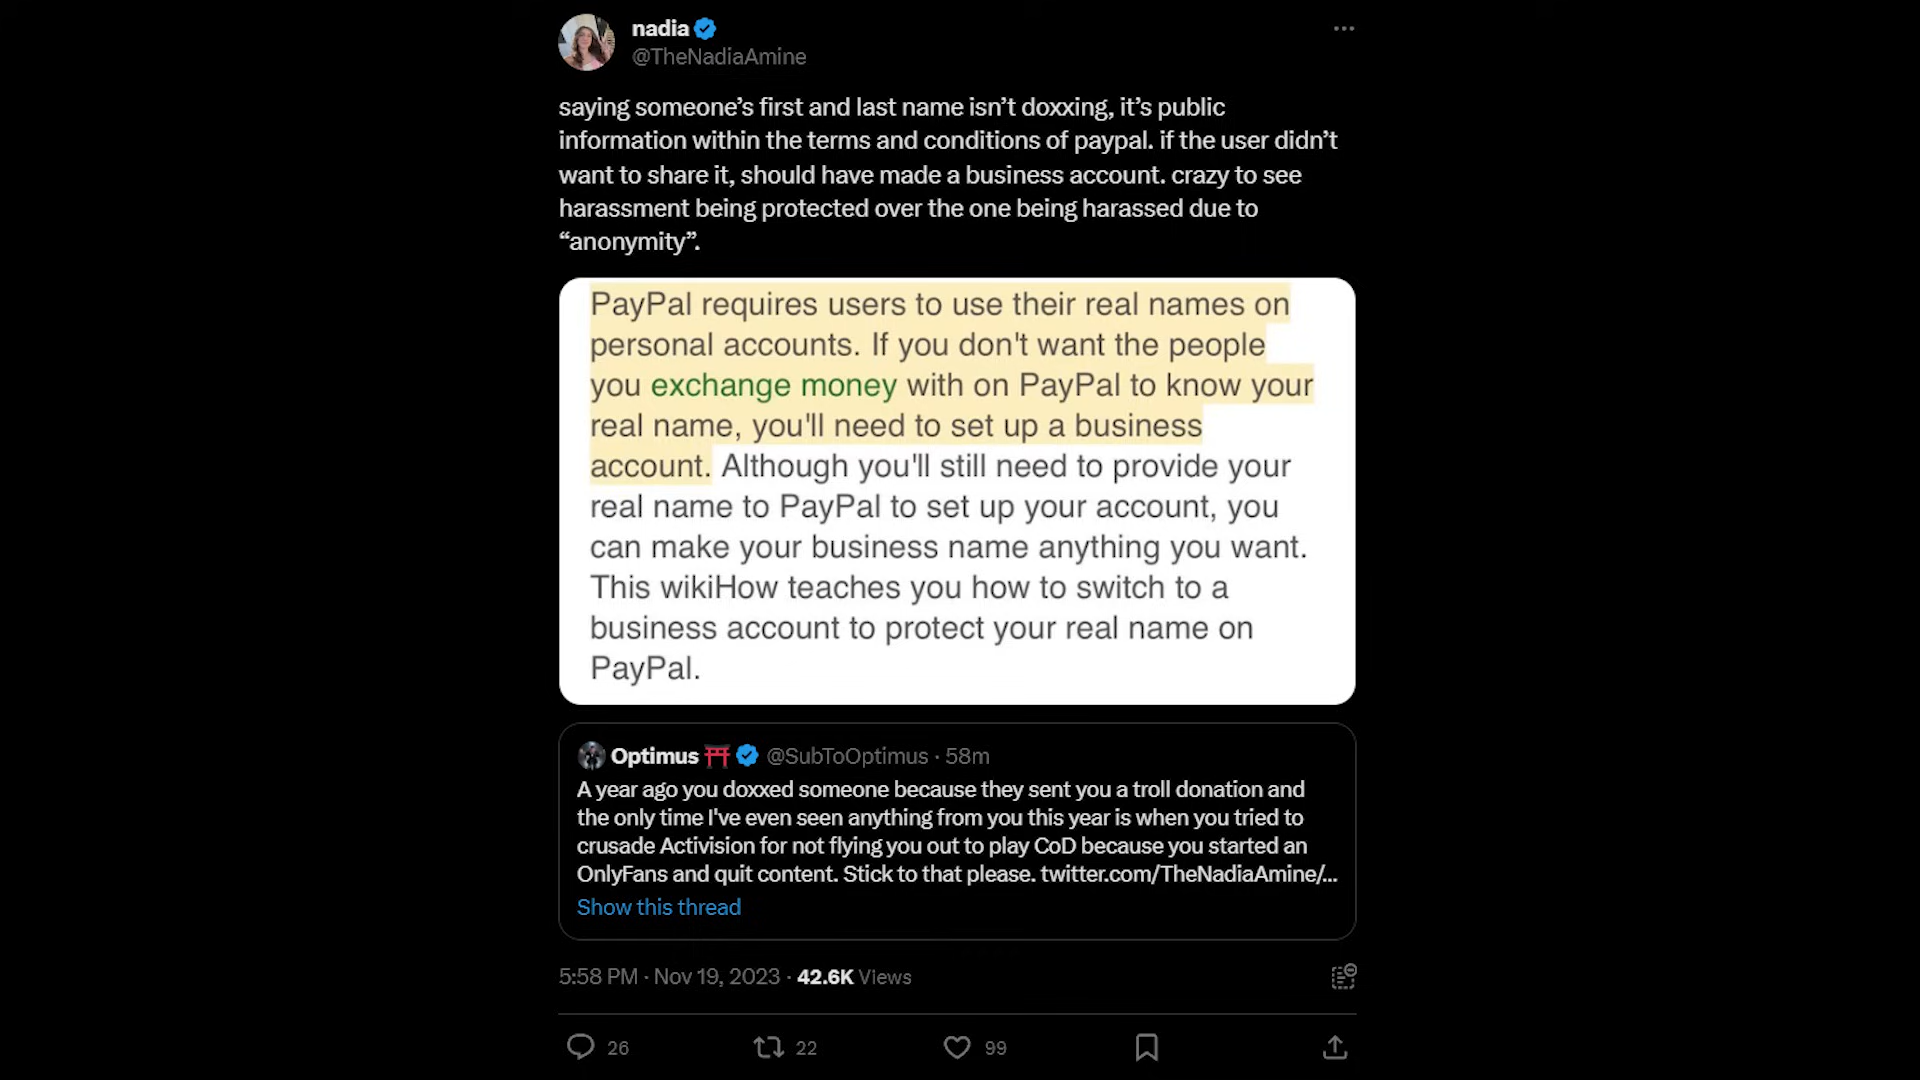 nadia
@TheNadiaAmine
saying someone’s first and last name isn’t doxxing, it’s public
information within the terms and conditions of paypal. if the user didn’t
want to share it, should have made a business account. crazy to see
harassment being protected over the one being harassed due to
“anonymity”.
PayPal requires users to use their real names on
personal accounts. If you don't want the people
you exchange money with on PayPal to know your
real name, you'll need to set up a business
account. Although you'll still need to provide your
real name to PayPal to set up your account, you
can make your business name anything you want.
This wikiHow teaches you how to switch to a
business account to protect your real name on
PayPal.
Optimus @SubToOptimus · 58m
A year ago you doxxed someone because they sent you a troll donation and
the only time I've even seen anything from you this year is when you tried to
crusade Activision for not flying you out to play CoD because you started an
OnlyFans and quit content. Stick to that please. twitter.com/TheNadiaAmine/...
Show this thread
5:58 PM · Nov 19, 2023 · 42.6K Views
26 22 99